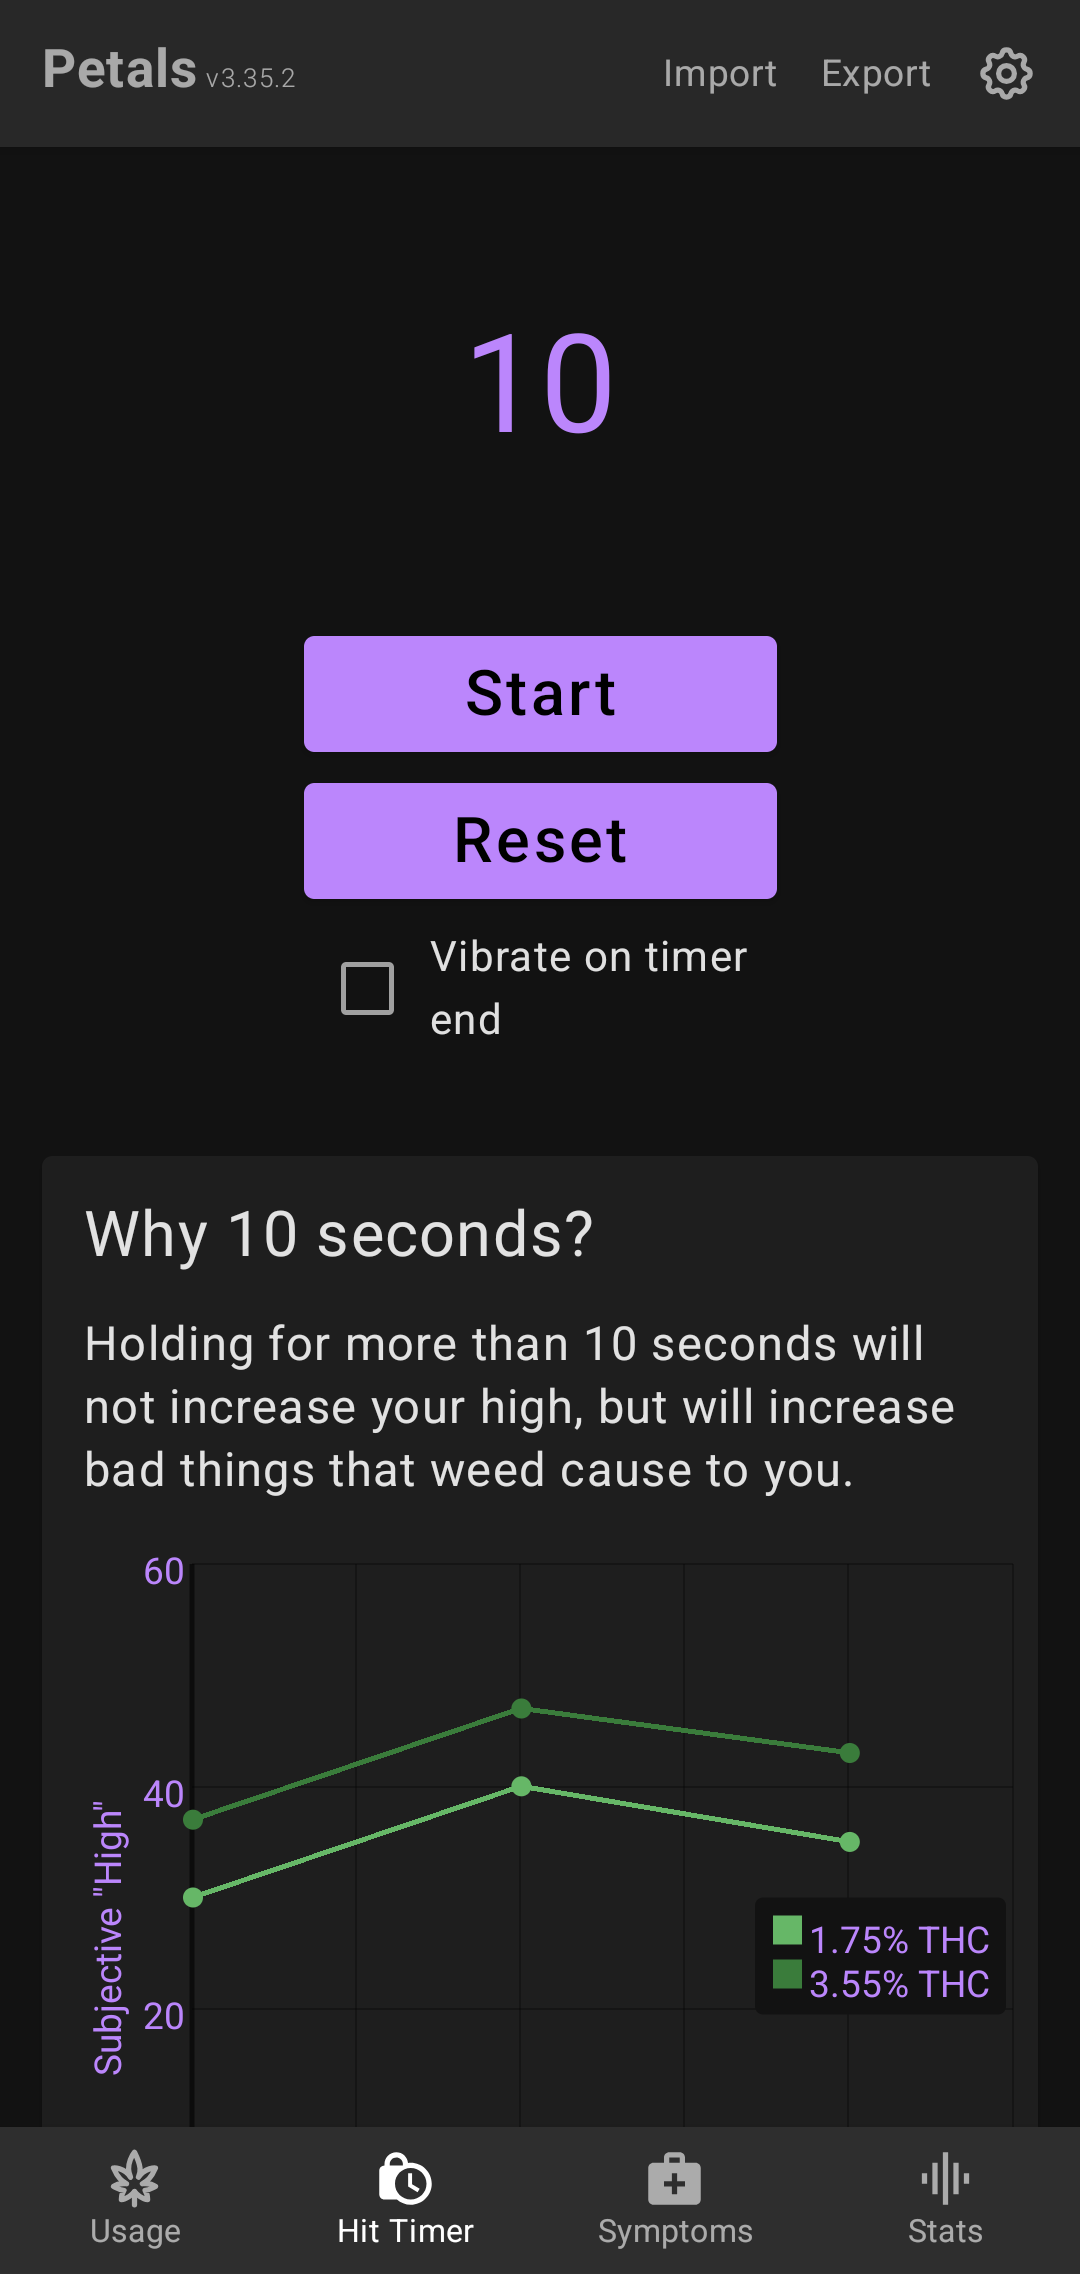 Petals v3.35.2
Import Export
10
Start
Reset
Vibrate on timer
end
Why 10 seconds?
Holding for more than 10 seconds will
not increase your high, but will increase
bad things that weed cause to you.
60
40
20
Subjective "High"
1.75% THC
3.55% THC
Usage
Hit Timer
Symptoms
Stats